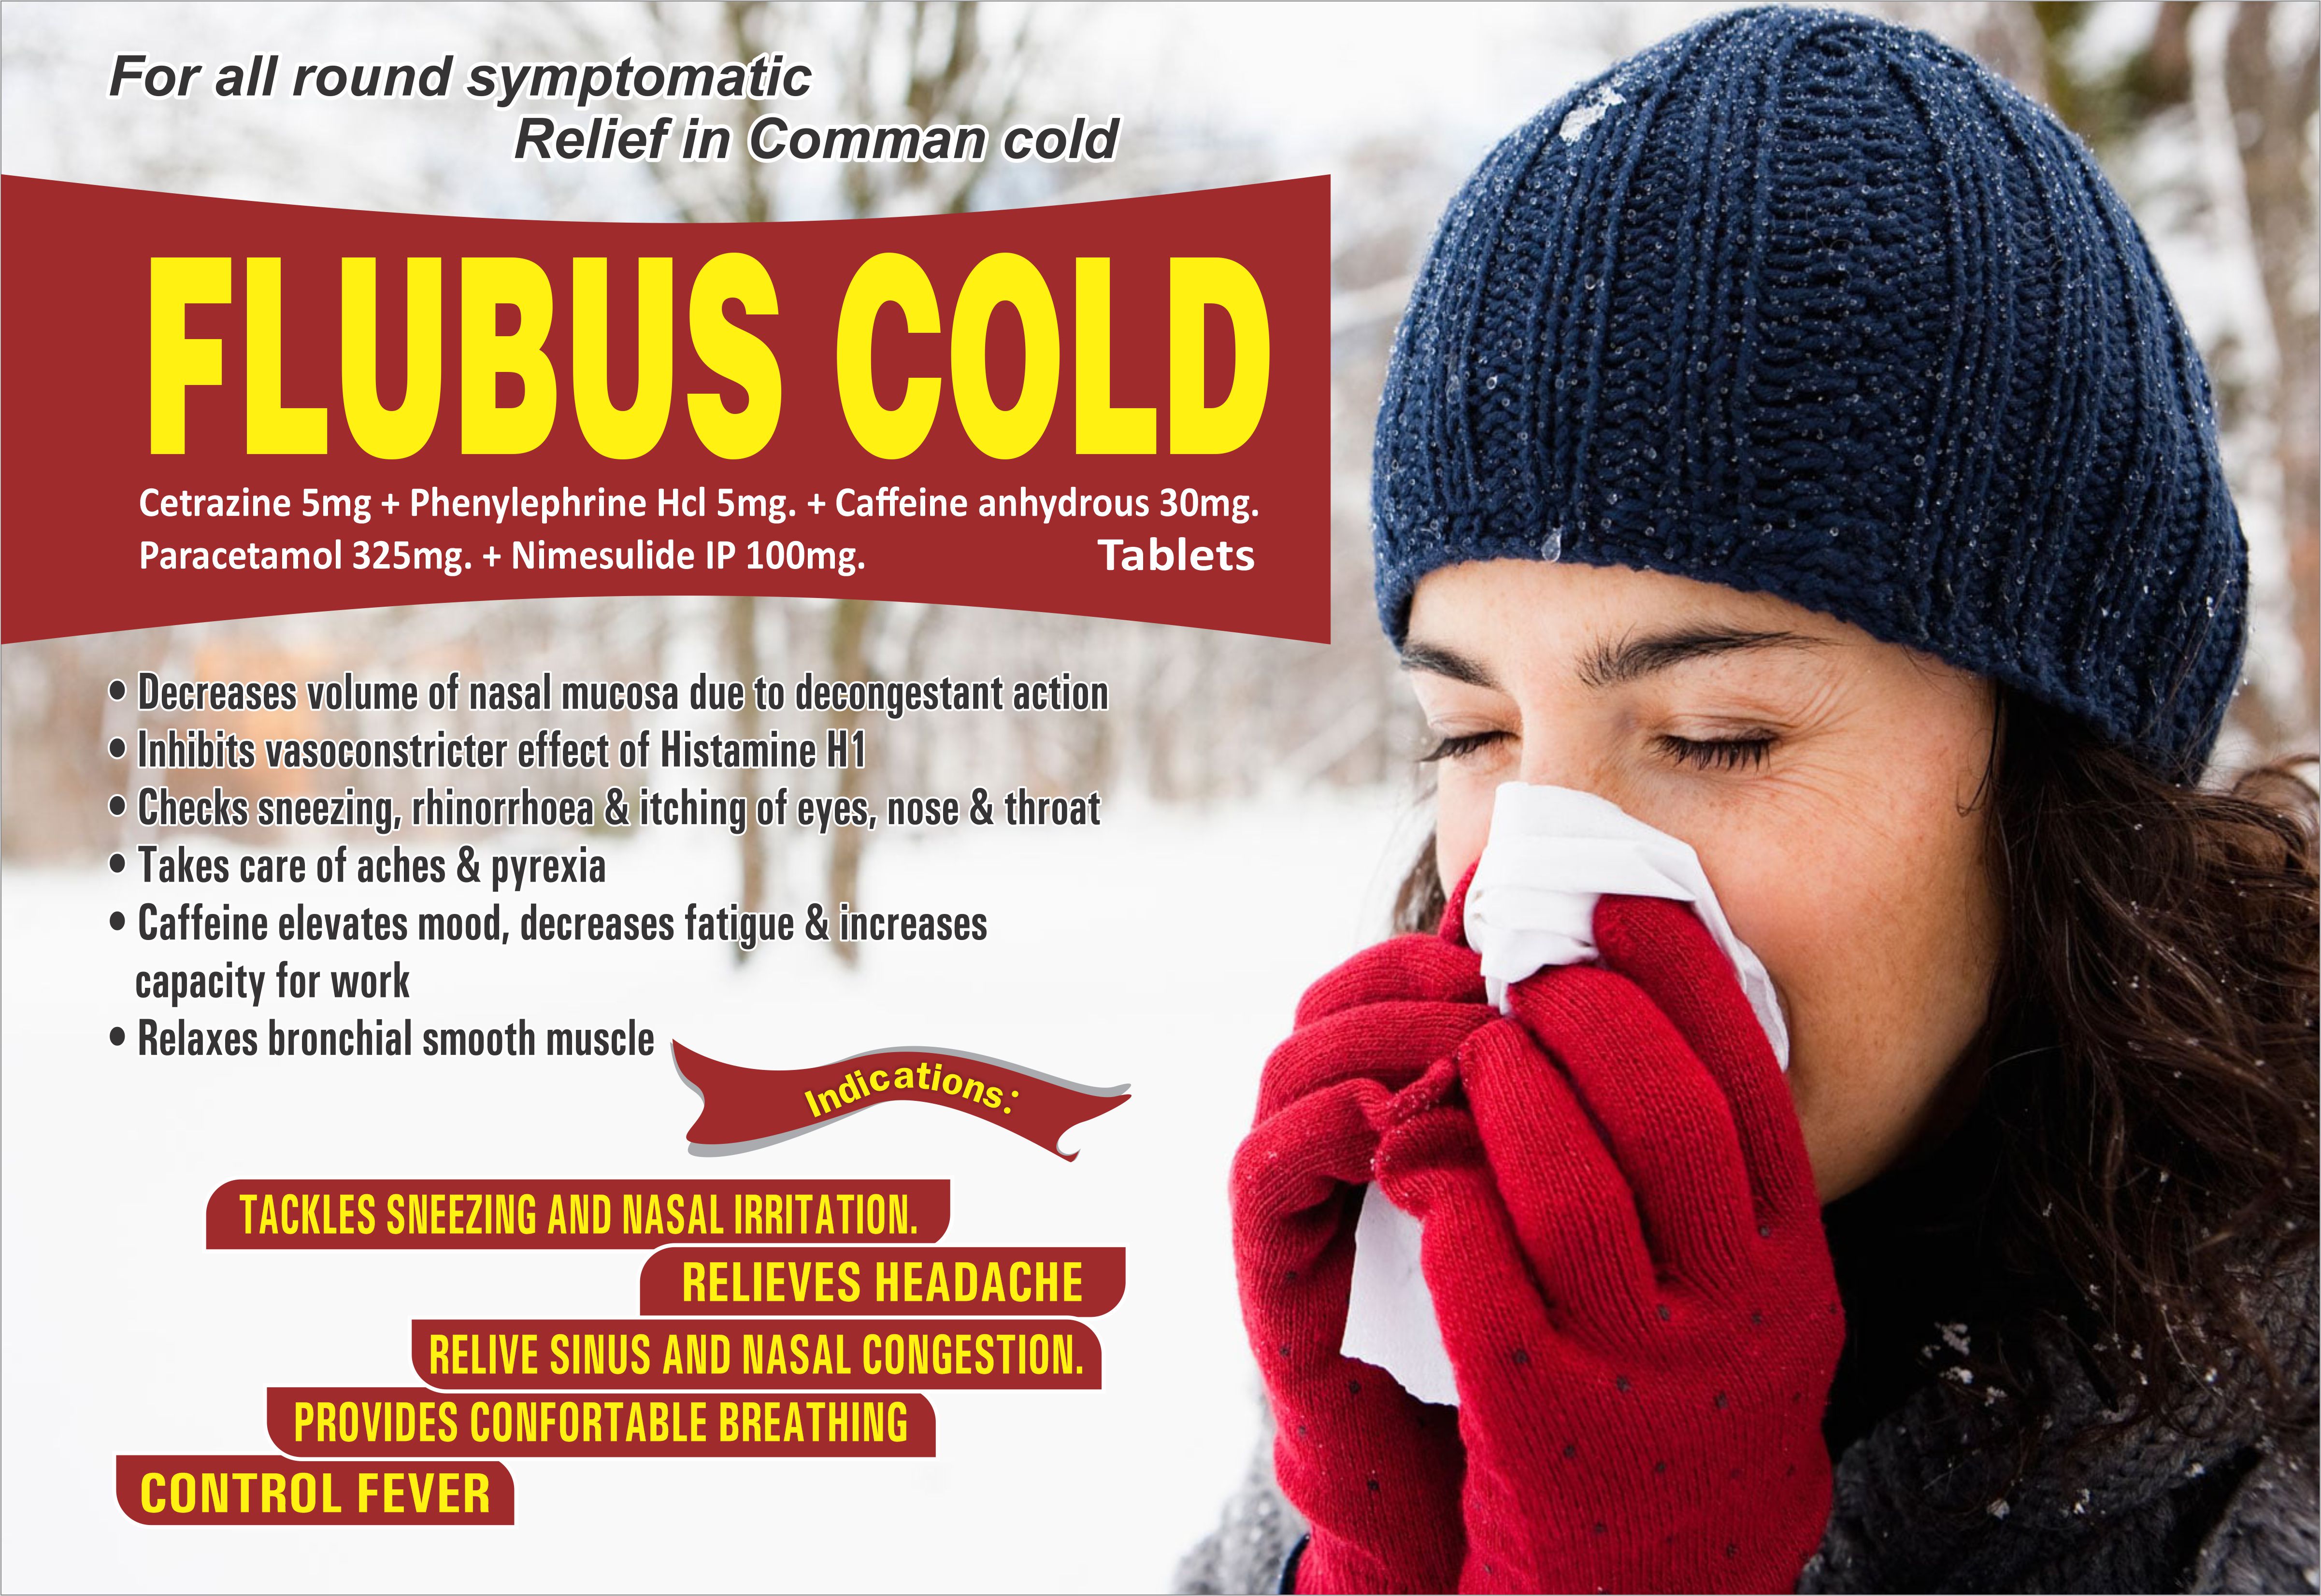 For all round symptomatic
Relief in Comman cold
FLUBUS COLD
Cetrazine 5mg + Phenylephrine Hcl 5mg. + Caffeine anhydrous 30mg.
Paracetamol 325mg. + Nimesulide IP 100mg. Tablets
• Decreases volume of nasal mucosa due to decongestant action
• Inhibits vasoconstricter effect of Histamine H1
• Checks sneezing, rhinorrhoea & itching of eyes, nose & throat
• Takes care of aches & pyrexia
• Caffeine elevates mood, decreases fatigue & increases
capacity for work
• Relaxes bronchial smooth muscle
Indications:
TACKLES SNEEZING AND NASAL IRRITATION.
RELIEVES HEADACHE
RELIVE SINUS AND NASAL CONGESTION.
PROVIDES CONFORTABLE BREATHING
CONTROL FEVER